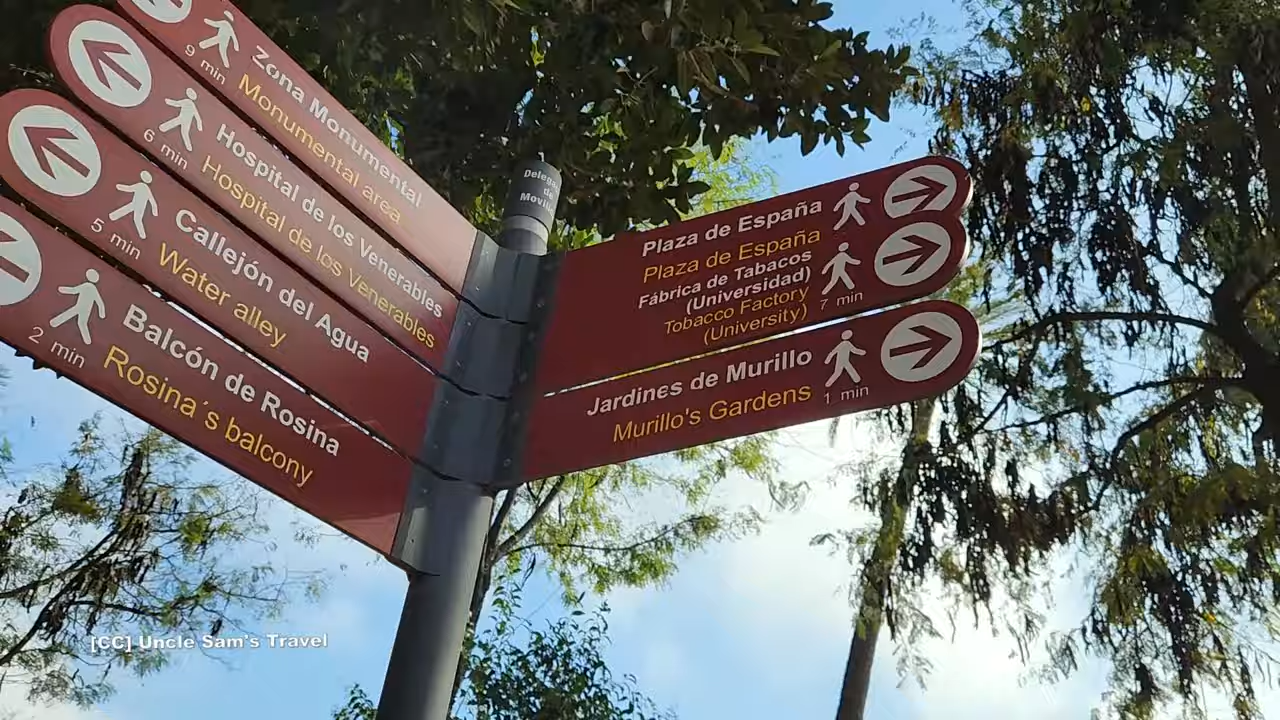 Zona Monumental
Monumental area
9 min
Hospital de los Venerables
Hospital de los Venerables
6 min
Callejón del Agua
Water alley
5 min
Balcón de Rosina
Rosina´s balcony
2 min
de
Plaza de España
Plaza de España
Fábrica de Tabacos
(Universidad)
Tobacco Factory
(University)
7 min
Jardines de Murillo
Murillo's Gardens
1 min
[CC] Uncle Sam's Travel